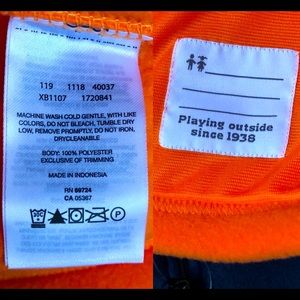 119 1118 40037
XB1107 1720841
MACHINE WASH COLD GENTLE, WITH LIKE
COLORS, DO NOT BLEACH, TUMBLE DRY
LOW, REMOVE PROMPTLY, DO NOT IRON,
DRYCLEANABLE
BODY: 100% POLYESTER
EXCLUSIVE OF TRIMMING
MADE IN INDONESIA
RN 69724
CA 05367
P
Playing outside
since 1938